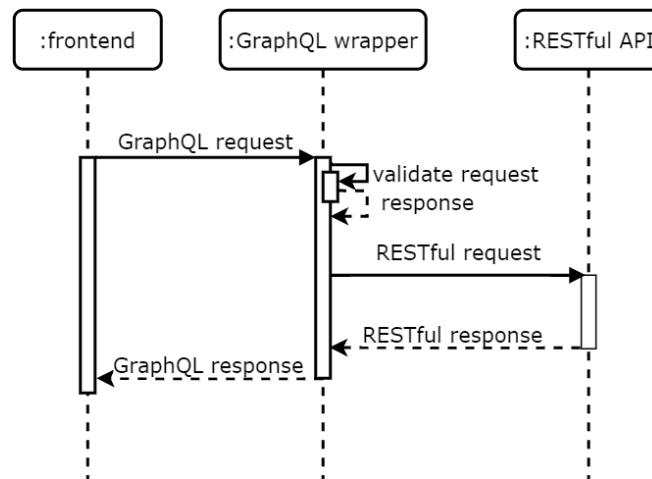 :frontend
:GraphQL wrapper
:RESTful API
GraphQL request
validate request
response
RESTful request
RESTful response
GraphQL response